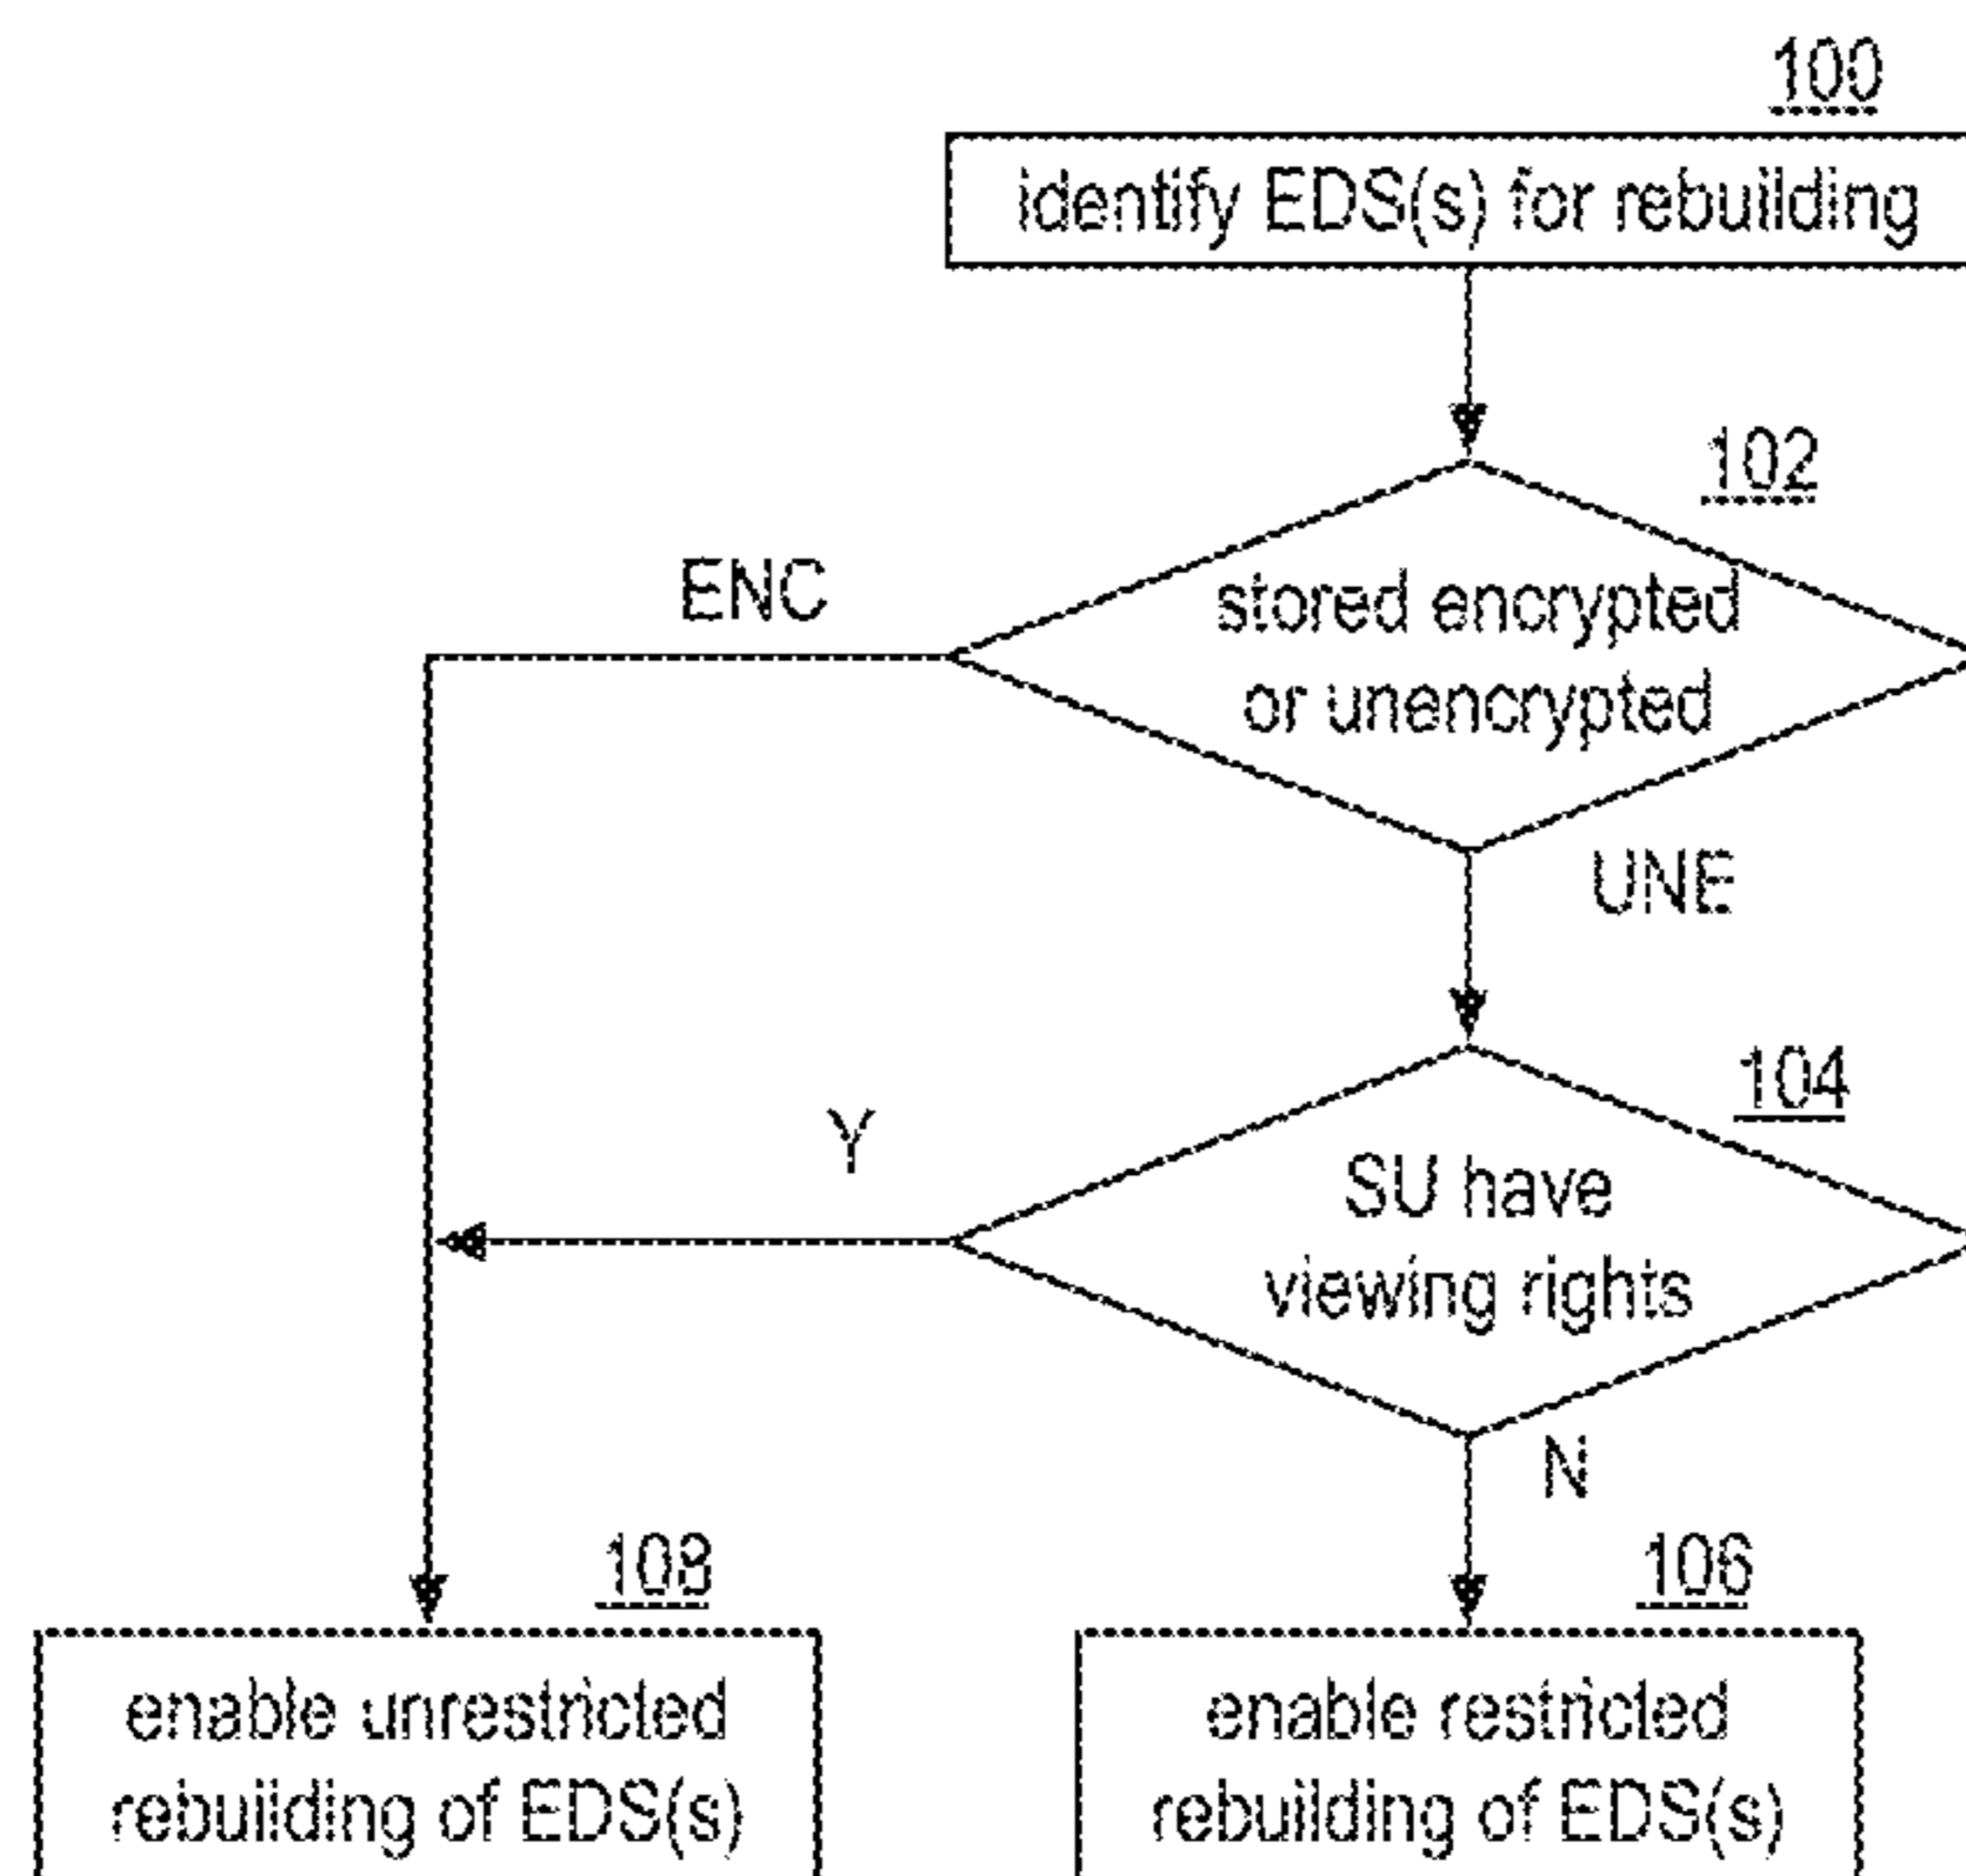 100
identify EDS(s) for rebuilding
102
ENC
stored encrypted
or unencrypted
UNE
104
Y
SU have
viewing rights
N
108
106
enable unrestricted
rebuilding of EDS(s)
enable restricted
rebuilding of EDS(s)